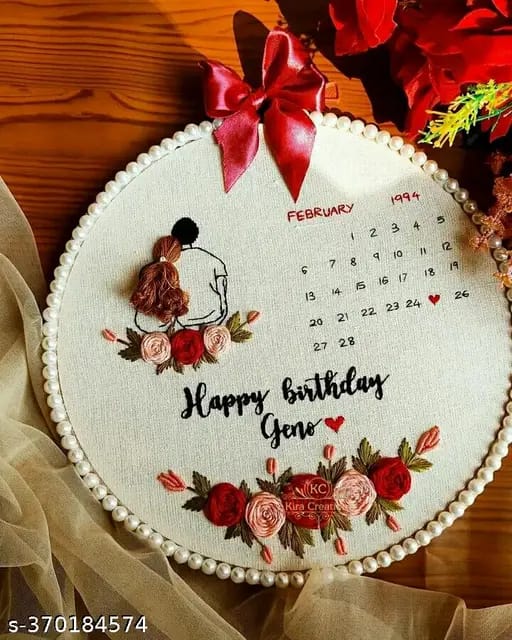 FEBRUARY 1994
1 2 3 4 5
6 7 8 9 10 11 12
13 14 15 16 17 18 19
20 21 22 23 24 ♥ 26
27 28
Happy birthday
Geno ♥
KC
Kira Creati
s-370184574